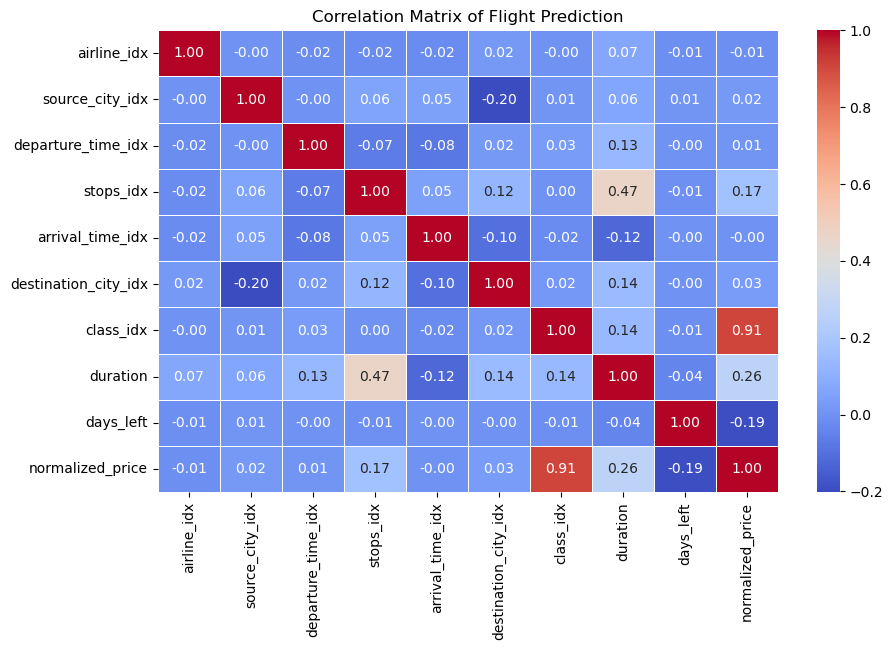 Correlation Matrix of Flight Prediction
airline_idx 1.00 -0.00 -0.02 -0.02 -0.02 0.02 -0.00 0.07 -0.01 -0.01
source_city_idx -0.00 1.00 -0.00 0.06 0.05 -0.20 0.01 0.06 0.01 0.02
departure_time_idx -0.02 -0.00 1.00 -0.07 -0.08 0.02 0.03 0.13 -0.00 0.01
stops_idx -0.02 0.06 -0.07 1.00 0.05 0.12 0.00 0.47 -0.01 0.17
arrival_time_idx -0.02 0.05 -0.08 0.05 1.00 -0.10 -0.02 -0.12 -0.00 -0.00
destination_city_idx 0.02 -0.20 0.02 0.12 -0.10 1.00 0.02 0.14 -0.00 0.03
class_idx -0.00 0.01 0.03 0.00 -0.02 0.02 1.00 0.14 -0.01 0.91
duration 0.07 0.06 0.13 0.47 -0.12 0.14 0.14 1.00 -0.04 0.26
days_left -0.01 0.01 -0.00 -0.01 -0.00 -0.00 -0.01 -0.04 1.00 -0.19
normalized_price -0.01 0.02 0.01 0.17 -0.00 0.03 0.91 0.26 -0.19 1.00
airline_idx
source_city_idx
departure_time_idx
stops_idx
arrival_time_idx
destination_city_idx
class_idx
duration
days_left
normalized_price
1.0
0.8
0.6
0.4
0.2
0.0
−0.2